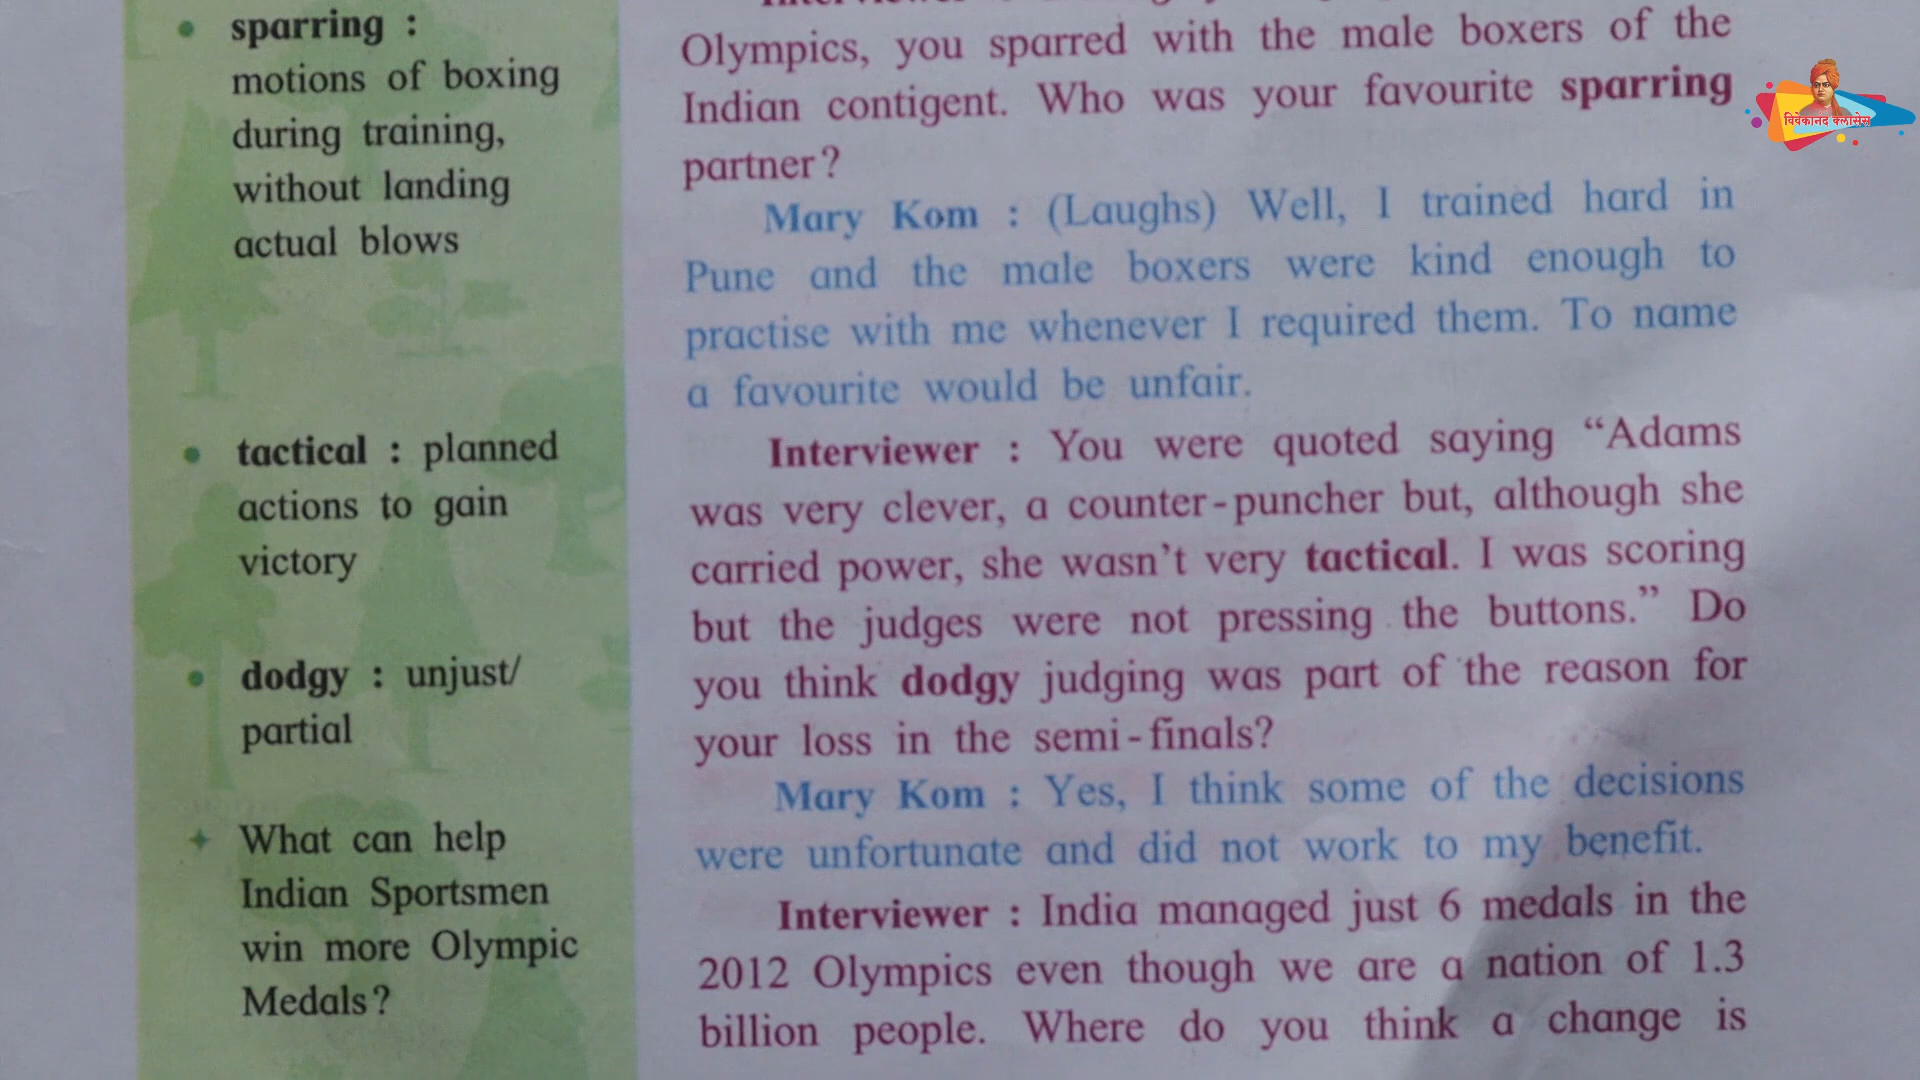 sparring :
motions of boxing
during training,
without landing
actual blows
tactical : planned
actions to gain
victory
dodgy : unjust/
partial
What can help
Indian Sportsmen
win more Olympic
Medals?
Olympics, you sparred with the male boxers of the
Indian contigent. Who was your favourite sparring
partner?
Mary Kom : (Laughs) Well, I trained hard in
Pune and the male boxers were kind enough to
practise with me whenever I required them. To name
a favourite would be unfair.
Interviewer : You were quoted saying “Adams
was very clever, a counter-puncher but, although she
carried power, she wasn’t very tactical. I was scoring
but the judges were not pressing the buttons.” Do
you think dodgy judging was part of the reason for
your loss in the semi-finals?
Mary Kom : Yes, I think some of the decisions
were unfortunate and did not work to my benefit.
Interviewer : India managed just 6 medals in the
2012 Olympics even though we are a nation of 1.3
billion people. Where do you think a change is
विवेकानंद क्लासेस